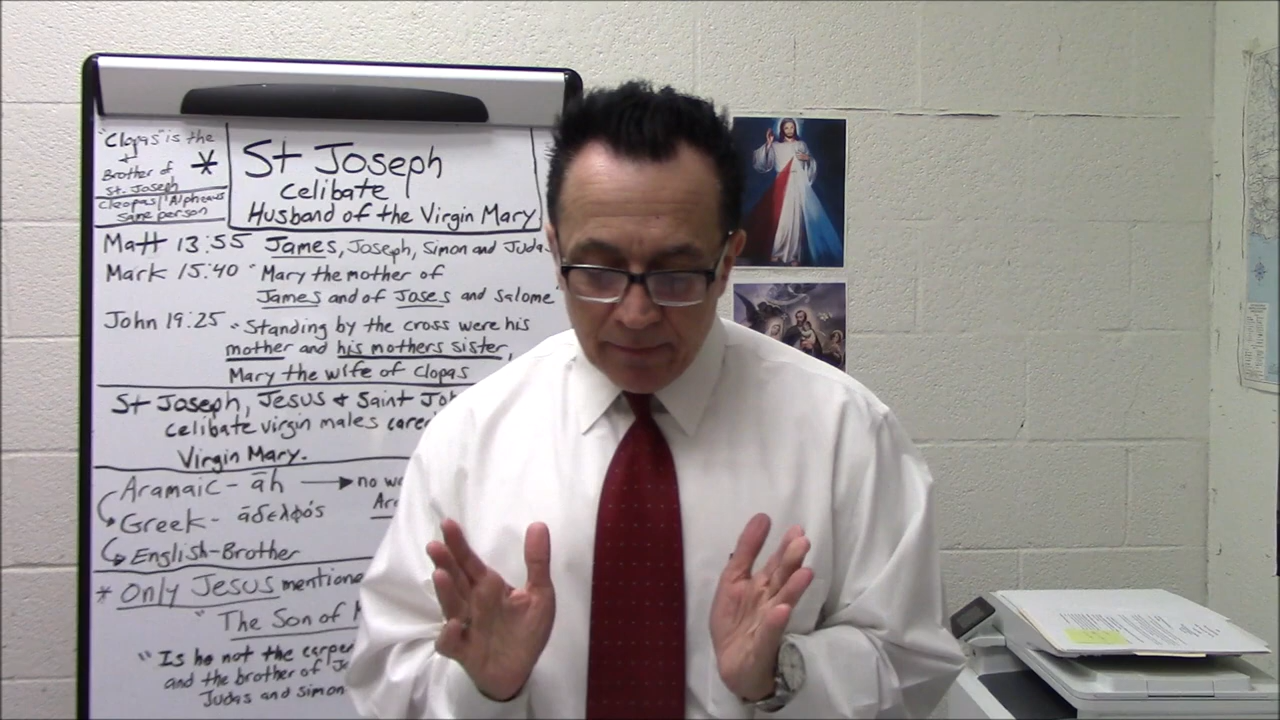 "Clopas" is the
Brother of
St. Joseph
*
Cleopas/Alphaeus
same person
St Joseph
celibate
Husband of the Virgin Mary
Matt 13:55 James, Joseph, Simon and Judas
Mark 15:40 "Mary the mother of
James and of Joses and Salome"
John 19:25 "Standing by the cross were his
mother and his mothers sister,
Mary the wife of Clopas
St Joseph, Jesus & Saint
celibate virgin males
Virgin Mary.
Aramaic - āh → no
Greek - āδελφós
English - Brother
* Only Jesus
"The Son of
"Is he not the
and the brother of
Judas and simon